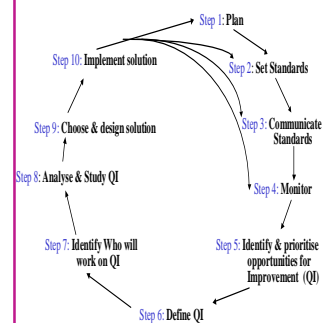 Step 1: Plan
Step 2: Set Standards
Step 3: Communicate
Standards
Step 4: Monitor
Step 5: Identify & prioritise
opportunities for
Improvement (QI)
Step 6: Define QI
Step 7: Identify Who will
work on QI
Step 8: Analyse & Study QI
Step 9: Choose & design solution
Step 10: Implement solution